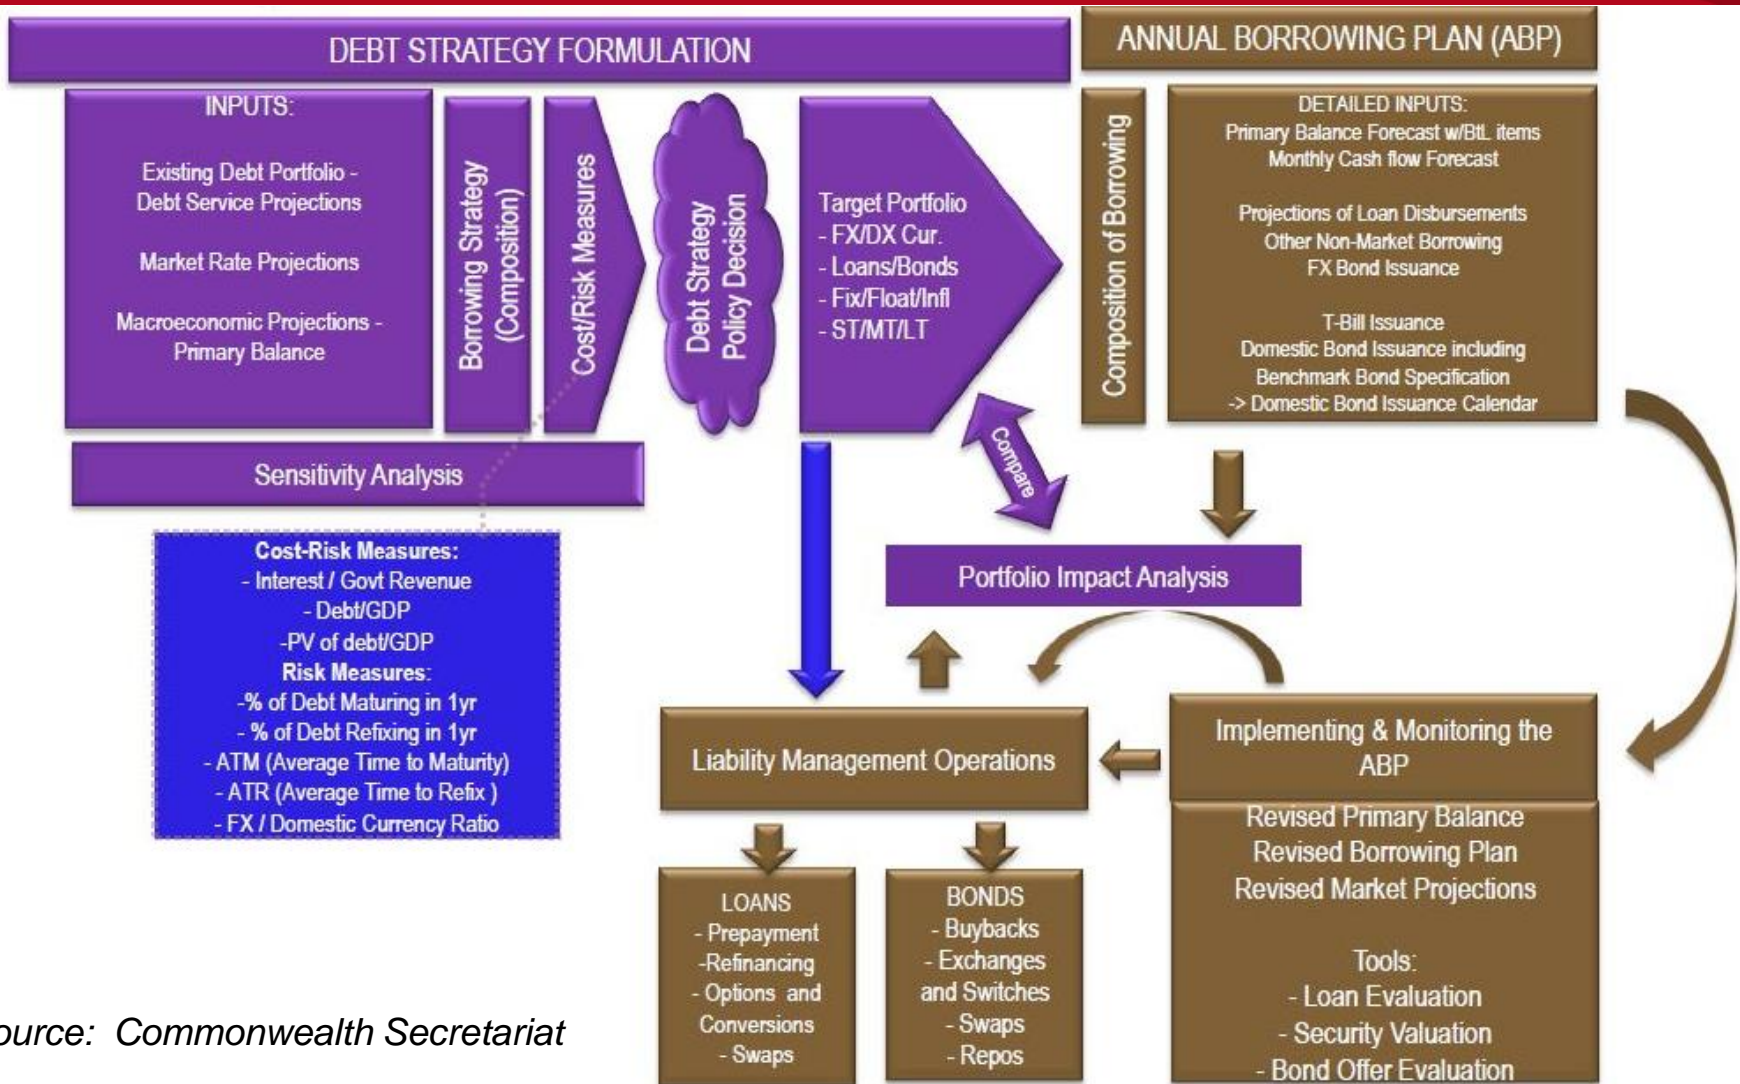 DEBT STRATEGY FORMULATION
ANNUAL BORROWING PLAN (ABP)
INPUTS:
Existing Debt Portfolio -
Debt Service Projections
Market Rate Projections
Macroeconomic Projections -
Primary Balance
Borrowing Strategy
(Composition)
Cost/Risk Measures
Debt Strategy
Policy Decision
Target Portfolio
- FX/DX Cur.
- Loans/Bonds
- Fix/Float/Infl
- ST/MT/LT
Composition of Borrowing
DETAILED INPUTS:
Primary Balance Forecast w/BtL items
Monthly Cash flow Forecast
Projections of Loan Disbursements
Other Non-Market Borrowing
FX Bond Issuance
T-Bill Issuance
Domestic Bond Issuance including
Benchmark Bond Specification
-> Domestic Bond Issuance Calendar
Sensitivity Analysis
Compare
Cost-Risk Measures:
- Interest / Govt Revenue
- Debt/GDP
-PV of debt/GDP
Risk Measures:
-% of Debt Maturing in 1yr
- % of Debt Refixing in 1yr
- ATM (Average Time to Maturity)
- ATR (Average Time to Refix )
- FX / Domestic Currency Ratio
Portfolio Impact Analysis
Liability Management Operations
Implementing & Monitoring the
ABP
Revised Primary Balance
Revised Borrowing Plan
Revised Market Projections
Tools:
- Loan Evaluation
- Security Valuation
- Bond Offer Evaluation
LOANS
- Prepayment
-Refinancing
- Options and
Conversions
- Swaps
BONDS
- Buybacks
- Exchanges
and Switches
- Swaps
- Repos
ource: Commonwealth Secretariat